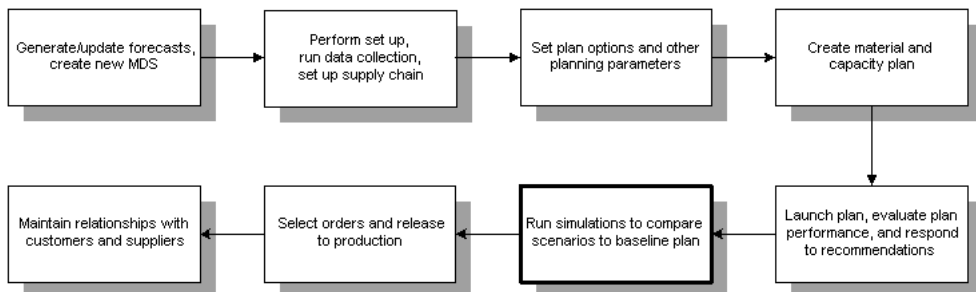 Generate/update forecasts,
create new MDS
Perform set up,
run data collection,
set up supply chain
Set plan options and other
planning parameters
Create material and
capacity plan
Launch plan, evaluate plan
performance, and respond
to recommendations
Run simulations to compare
scenarios to baseline plan
Select orders and release
to production
Maintain relationships with
customers and suppliers